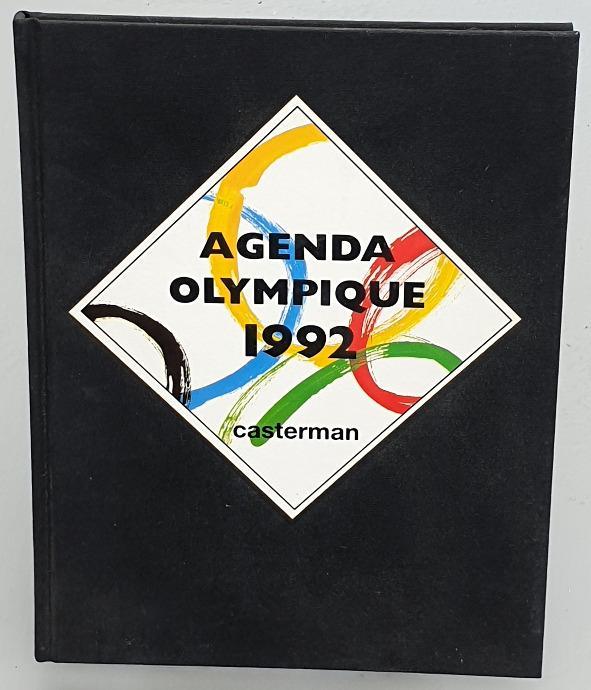 AGENDA
OLYMPIQUE
1992
casterman